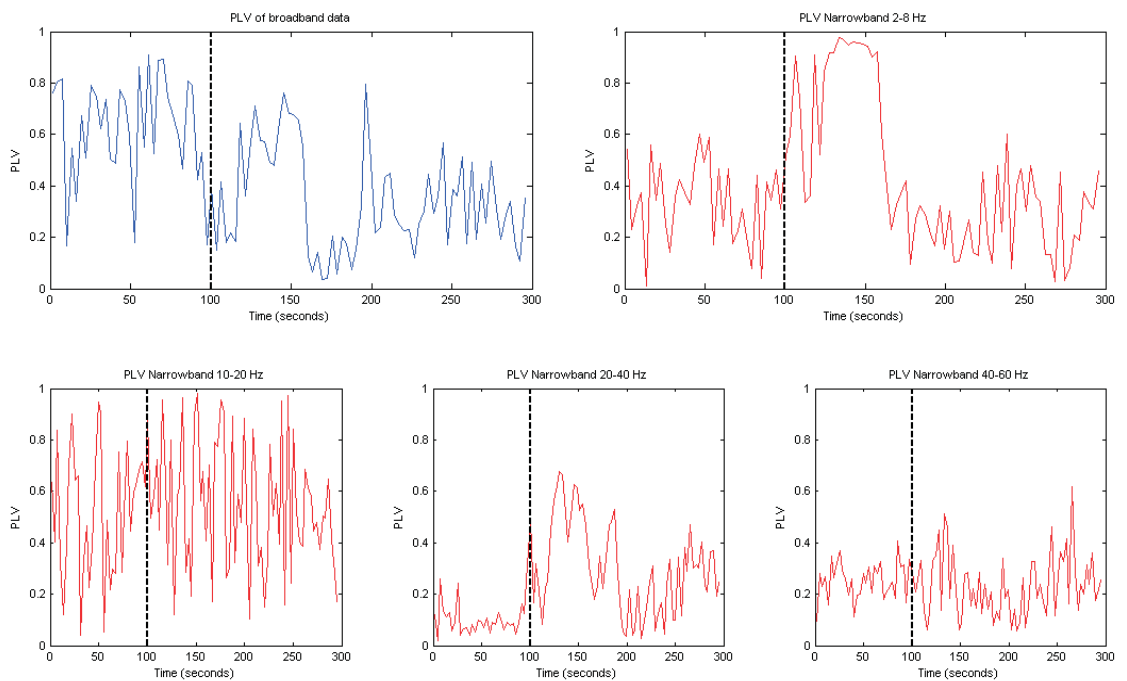 PLV of broadband data
1
0.8
0.6
0.4
0.2
0
PLV
0 50 100 150 200 250 300
Time (seconds)
PLV Narrowband 2-8 Hz
1
0.8
0.6
0.4
0.2
0
PLV
0 50 100 150 200 250 300
Time (seconds)
PLV Narrowband 10-20 Hz
1
0.8
0.6
0.4
0.2
0
PLV
0 50 100 150 200 250 300
Time (seconds)
PLV Narrowband 20-40 Hz
1
0.8
0.6
0.4
0.2
0
PLV
0 50 100 150 200 250 300
Time (seconds)
PLV Narrowband 40-60 Hz
1
0.8
0.6
0.4
0.2
0
PLV
0 50 100 150 200 250 300
Time (seconds)